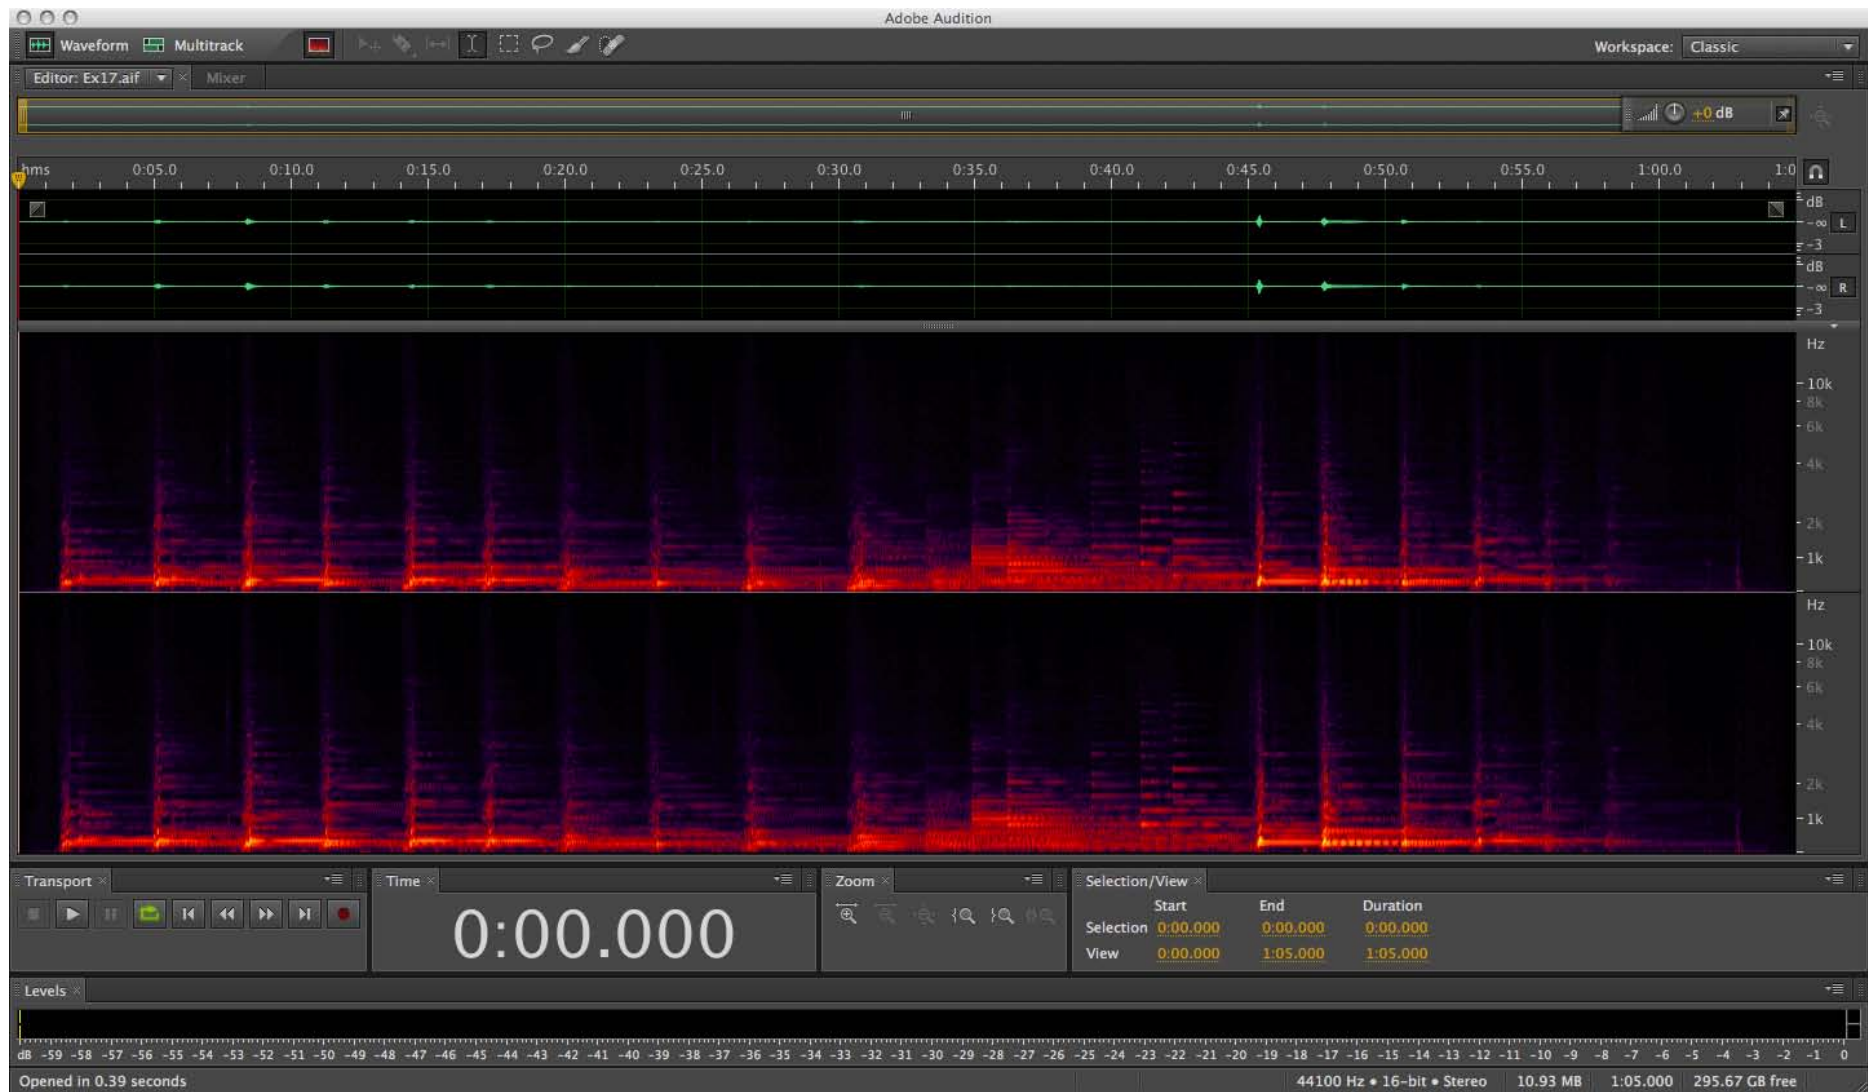 Adobe Audition
Waveform Multitrack Workspace: Classic
Editor: Ex17.aif Mixer
+0 dB
hms 0:05.0 0:10.0 0:15.0 0:20.0 0:25.0 0:30.0 0:35.0 0:40.0 0:45.0 0:50.0 0:55.0 1:00.0 1:0
dB
-∞ L
-3
dB
-∞ R
-3
Hz
10k
8k
6k
4k
2k
1k
Hz
10k
8k
6k
4k
2k
1k
Transport Time Zoom Selection/View
Start End Duration
Selection 0:00.000 0:00.000 0:00.000
0:00.000
View 0:00.000 1:05.000 1:05.000
Levels
dB -59 -58 -57 -56 -55 -54 -53 -52 -51 -50 -49 -48 -47 -46 -45 -44 -43 -42 -41 -40 -39 -38 -37 -36 -35 -34 -33 -32 -31 -30 -29 -28 -27 -26 -25 -24 -23 -22 -21 -20 -19 -18 -17 -16 -15 -14 -13 -12 -11 -10 -9 -8 -7 -6 -5 -4 -3 -2 -1 0
Opened in 0.39 seconds 44100 Hz • 16-bit • Stereo 10.93 MB 1:05.000 295.67 GB free